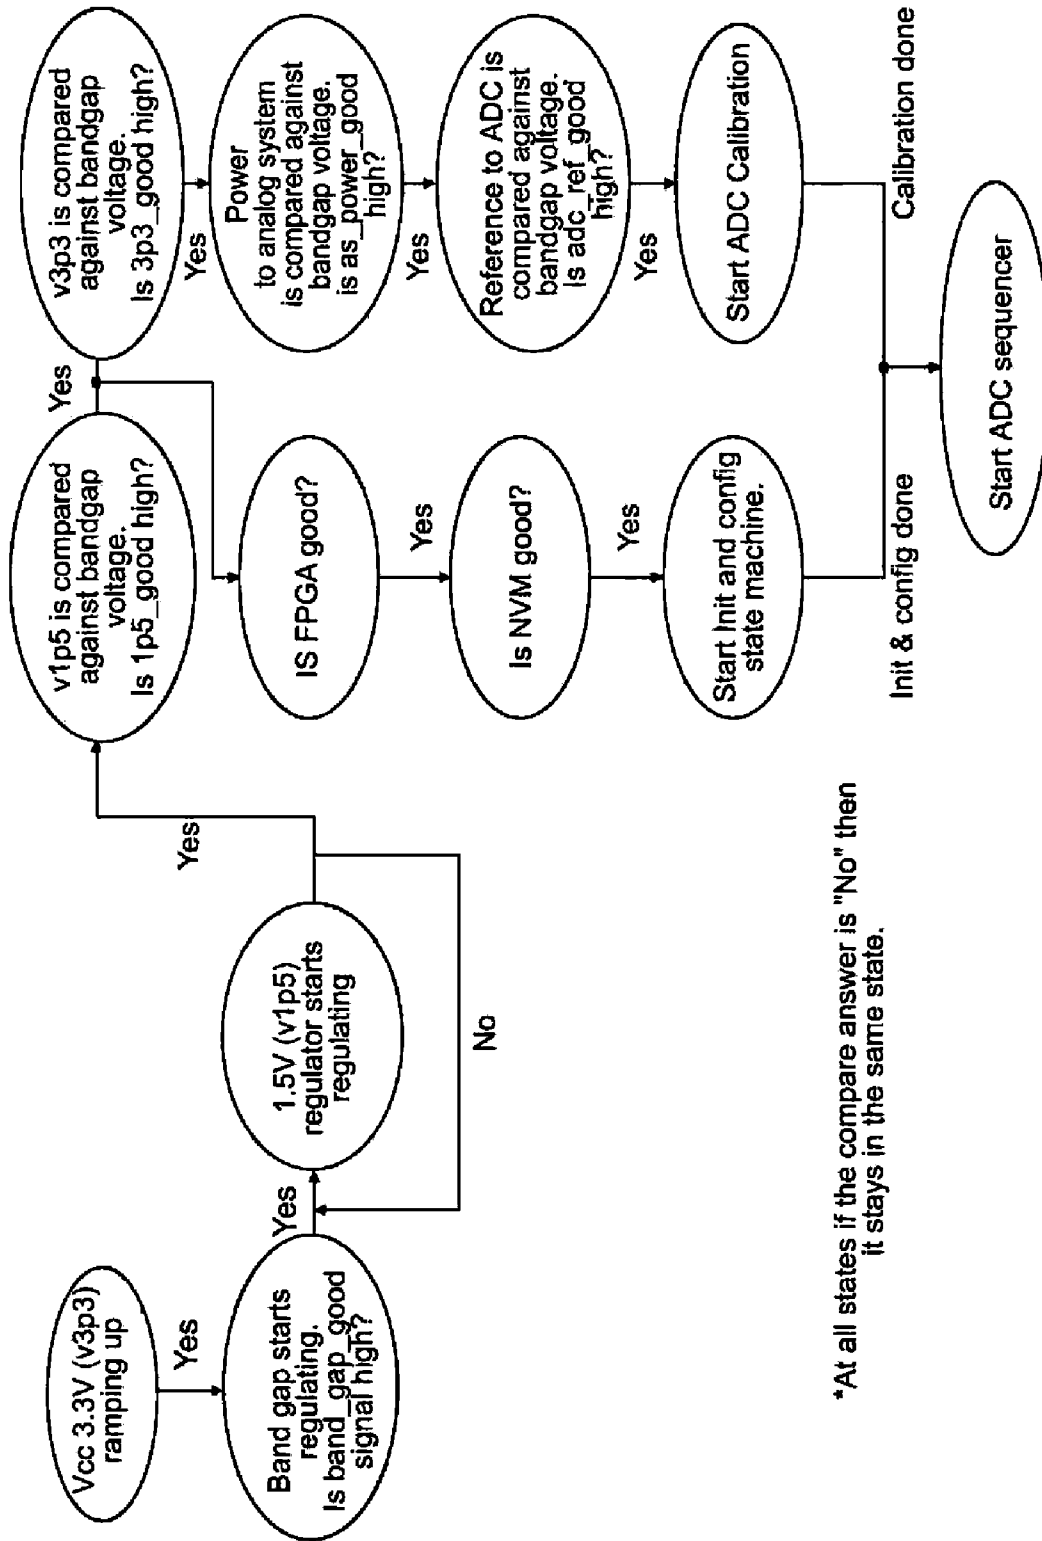 Vcc 3.3V (v3p3)
ramping up
Yes
Band gap starts
regulating.
Is band_gap_good
signal high?
Yes
1.5V (v1p5)
regulator starts
regulating
No
Yes
v1p5 is compared
against bandgap
voltage.
Is 1p5_good high?
Yes
v3p3 is compared
against bandgap
voltage.
Is 3p3_good high?
Yes
IS FPGA good?
Yes
Is NVM good?
Yes
Start Init and config
state machine.
Init & config done
Power
to analog system
is compared against
bandgap voltage.
is as_power_good
high?
Yes
Reference to ADC is
compared against
bandgap voltage.
Is adc_ref_good
high?
Yes
Start ADC Calibration
Calibration done
Start ADC sequencer
*At all states if the compare answer is "No" then
it stays in the same state.